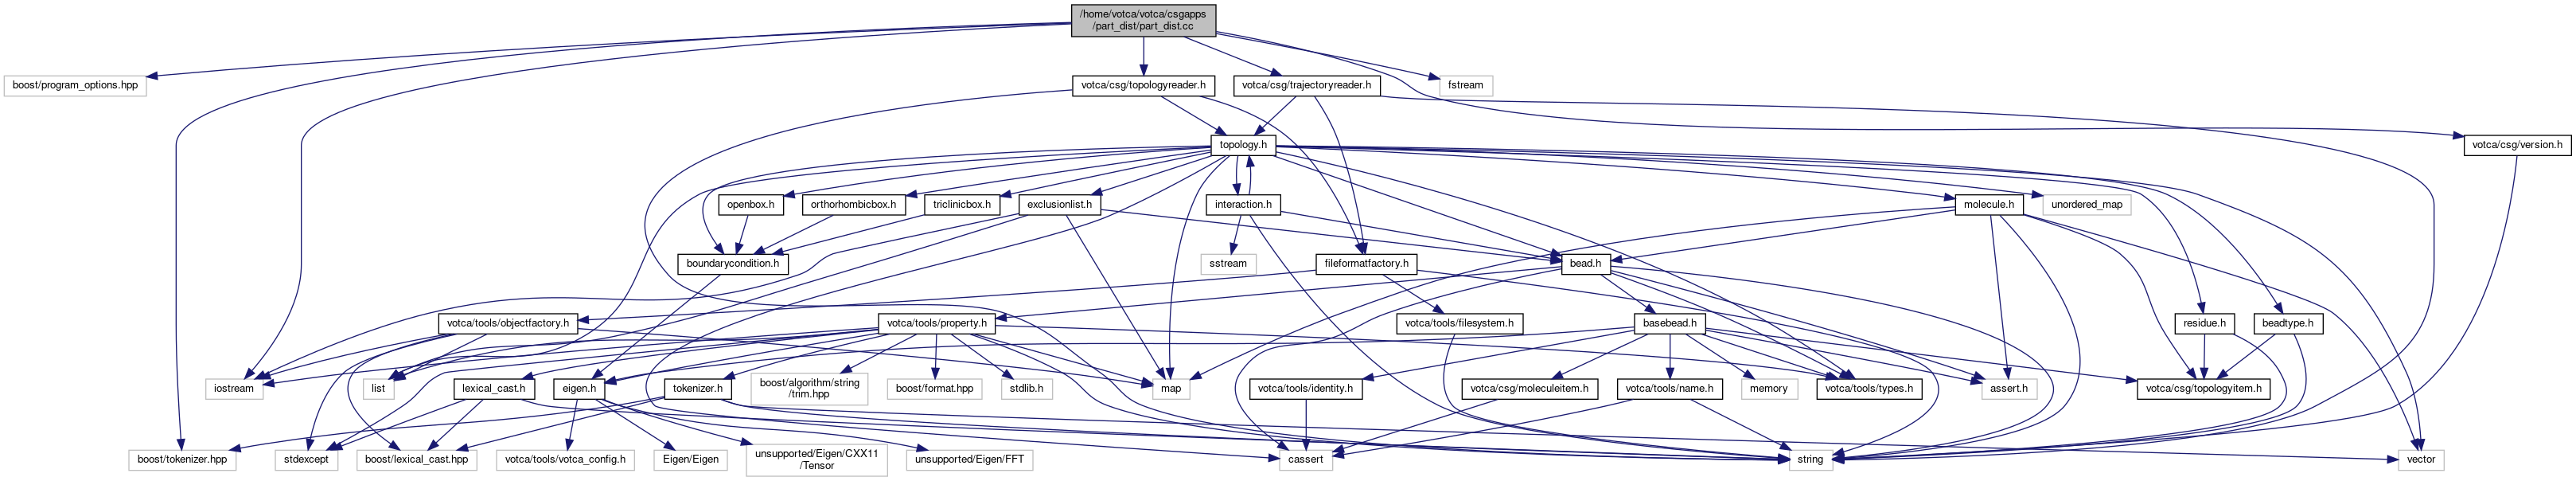 /home/votca/votca/csgapps
/part_dist/part_dist.cc
boost/program_options.hpp
votca/csg/topologyreader.h
votca/csg/trajectoryreader.h
fstream
topology.h
votca/csg/version.h
openbox.h
orthorhombicbox.h
triclinicbox.h
exclusionlist.h
interaction.h
molecule.h
unordered_map
boundarycondition.h
sstream
fileformatfactory.h
bead.h
votca/tools/objectfactory.h
votca/tools/property.h
votca/tools/filesystem.h
basebead.h
residue.h
beadtype.h
iostream
list
lexical_cast.h
eigen.h
tokenizer.h
boost/algorithm/string
/trim.hpp
boost/format.hpp
stdlib.h
map
votca/tools/identity.h
votca/csg/moleculeitem.h
votca/tools/name.h
memory
votca/tools/types.h
assert.h
votca/csg/topologyitem.h
boost/tokenizer.hpp
stdexcept
boost/lexical_cast.hpp
votca/tools/votca_config.h
Eigen/Eigen
unsupported/Eigen/CXX11
/Tensor
unsupported/Eigen/FFT
cassert
string
vector